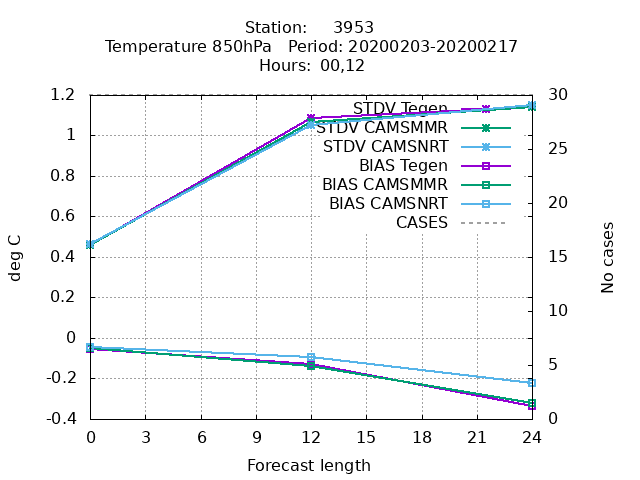 Station: 3953
Temperature 850hPa Period: 20200203-20200217
Hours: 00,12
1.2
1
0.8
0.6
0.4
0.2
0
-0.2
-0.4
deg C
30
25
20
15
10
5
0
No cases
STDV Tegen
STDV CAMSMMR
STDV CAMSNRT
BIAS Tegen
BIAS CAMSMMR
BIAS CAMSNRT
CASES
0 3 6 9 12 15 18 21 24
Forecast length